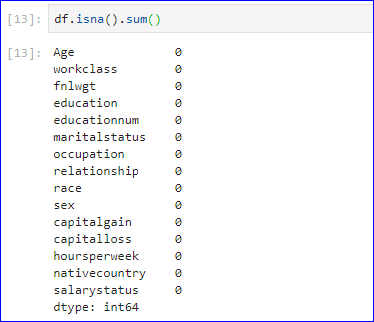 [13]: df.isna().sum()
[13]: Age 0
workclass 0
fnlwgt 0
education 0
educationnum 0
maritalstatus 0
occupation 0
relationship 0
race 0
sex 0
capitalgain 0
capitalloss 0
hoursperweek 0
nativecountry 0
salarystatus 0
dtype: int64